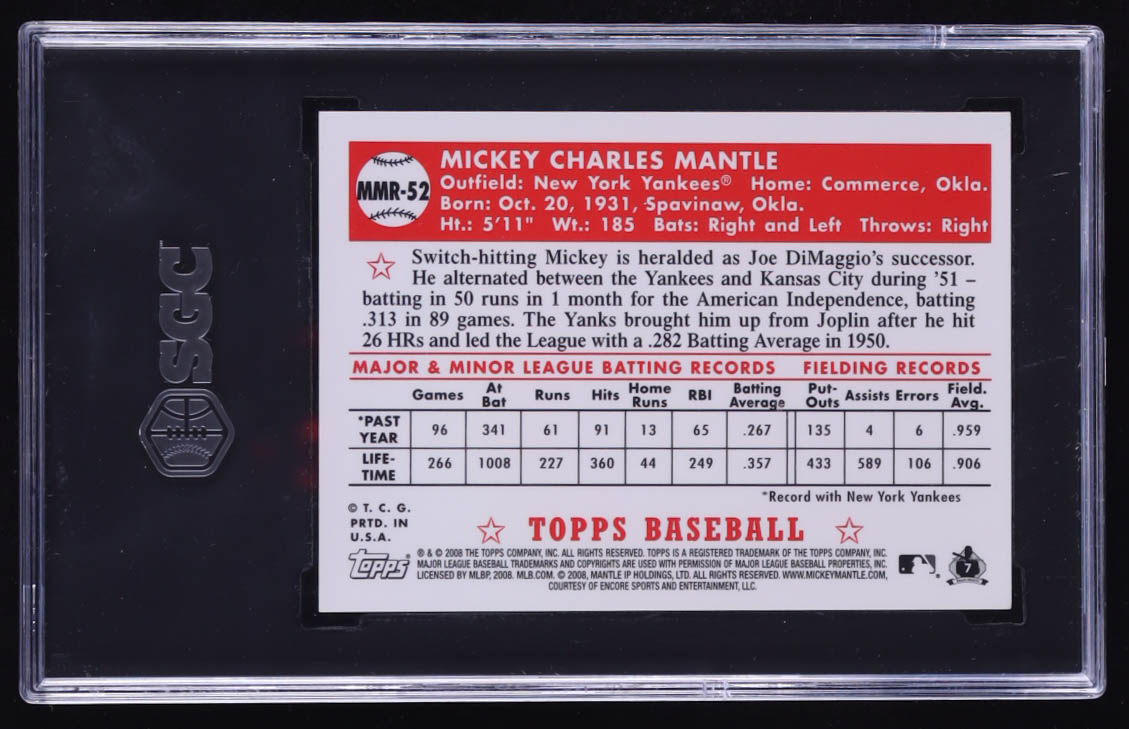 SGC
MMR-52
MICKEY CHARLES MANTLE
Outfield: New York Yankees® Home: Commerce, Okla.
Born: Oct. 20, 1931, Spavinaw, Okla.
Ht.: 5'11" Wt.: 185 Bats: Right and Left Throws: Right
Switch-hitting Mickey is heralded as Joe DiMaggio's successor.
He alternated between the Yankees and Kansas City during '51 –
batting in 50 runs in 1 month for the American Independence, batting
.313 in 89 games. The Yanks brought him up from Joplin after he hit
26 HRs and led the League with a .282 Batting Average in 1950.
MAJOR & MINOR LEAGUE BATTING RECORDS FIELDING RECORDS
Games At Bat Runs Hits Home Runs RBI Batting Average Put-Outs Assists Errors Field. Avg.
*PAST YEAR 96 341 61 91 13 65 .267 135 4 6 .959
LIFE-TIME 266 1008 227 360 44 249 .357 433 589 106 .906
*Record with New York Yankees
© T. C. G.
PRTD. IN
U.S.A.
TOPPS BASEBALL
Topps®
® & © 2008 THE TOPPS COMPANY, INC. ALL RIGHTS RESERVED. TOPPS IS A REGISTERED TRADEMARK OF THE TOPPS COMPANY, INC.
MAJOR LEAGUE BASEBALL TRADEMARKS AND COPYRIGHTS ARE USED WITH PERMISSION OF MAJOR LEAGUE BASEBALL PROPERTIES, INC.
LICENSED BY MLBP, 2008. MLB.COM. © 2008, MANTLE IP HOLDINGS, LTD. ALL RIGHTS RESERVED. WWW.MICKEYMANTLE.COM,
COURTESY OF ENCORE SPORTS AND ENTERTAINMENT, LLC.
7